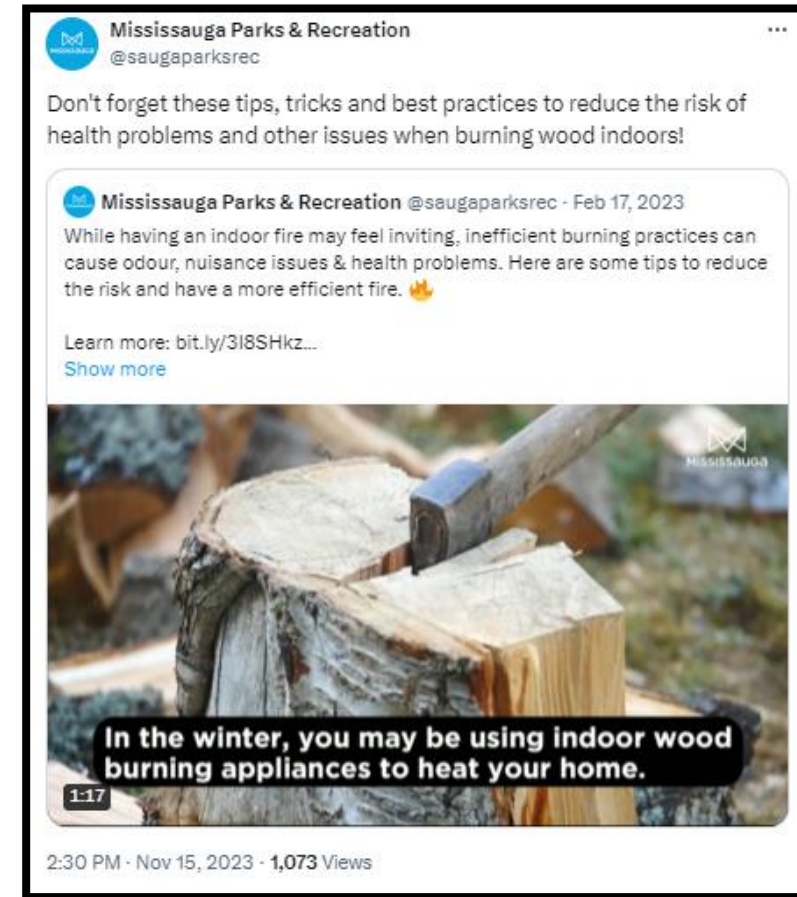 Mississauga Parks & Recreation
@saugaparksrec
Don't forget these tips, tricks and best practices to reduce the risk of
health problems and other issues when burning wood indoors!
Mississauga Parks & Recreation @saugaparksrec · Feb 17, 2023
While having an indoor fire may feel inviting, inefficient burning practices can
cause odour, nuisance issues & health problems. Here are some tips to reduce
the risk and have a more efficient fire. 🔥
Learn more: bit.ly/3I8SHkz...
Show more
MISSISSAUGA
In the winter, you may be using indoor wood
burning appliances to heat your home.
1:17
2:30 PM · Nov 15, 2023 · 1,073 Views